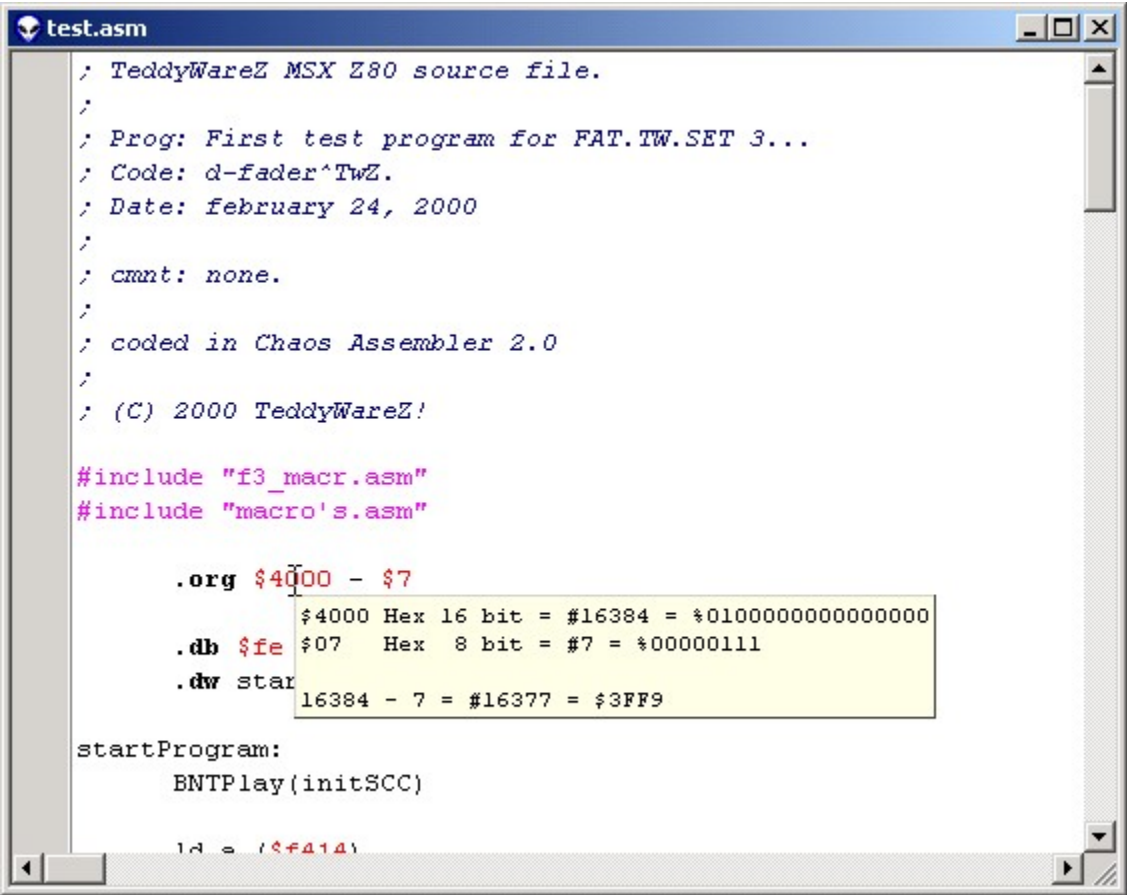 test.asm
; TeddyWareZ MSX Z80 source file.
;
; Prog: First test program for FAT.TW.SET 3...
; Code: d-fader^TwZ.
; Date: february 24, 2000
;
; cmnt: none.
;
; coded in Chaos Assembler 2.0
;
; (C) 2000 TeddyWareZ!
#include "f3_macr.asm"
#include "macro's.asm"
.org $4000 - $7
$4000 Hex 16 bit = #16384 = %0100000000000000
.db $fe
$07 Hex 8 bit = #7 = %00000111
.dw star
16384 - 7 = #16377 = $3FF9
startProgram:
BNTPlay(initSCC)
ld a,($f414)